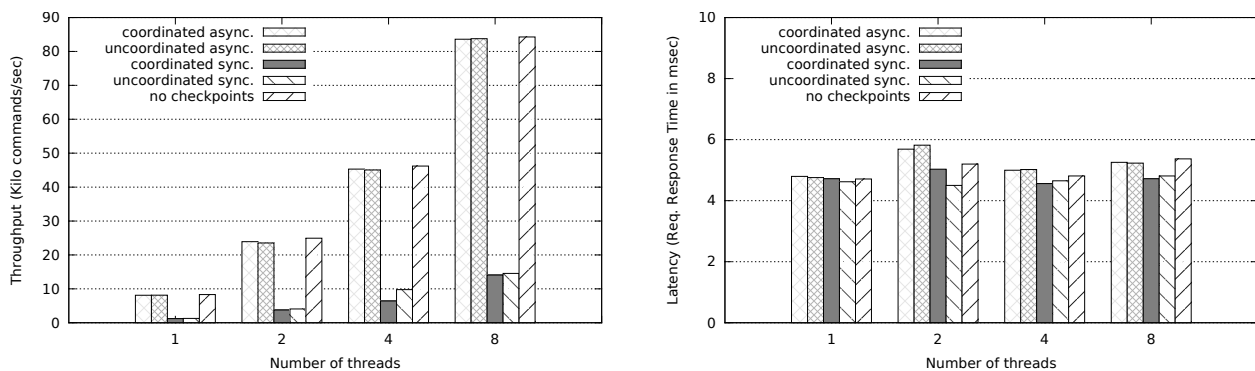 90
80
70
60
50
40
30
20
10
0
Throughput (Kilo commands/sec)
coordinated async.
uncoordinated async.
coordinated sync.
uncoordinated sync.
no checkpoints
1 2 4 8
Number of threads
10
8
6
4
2
0
Latency (Req. Response Time in msec)
coordinated async.
uncoordinated async.
coordinated sync.
uncoordinated sync.
no checkpoints
1 2 4 8
Number of threads